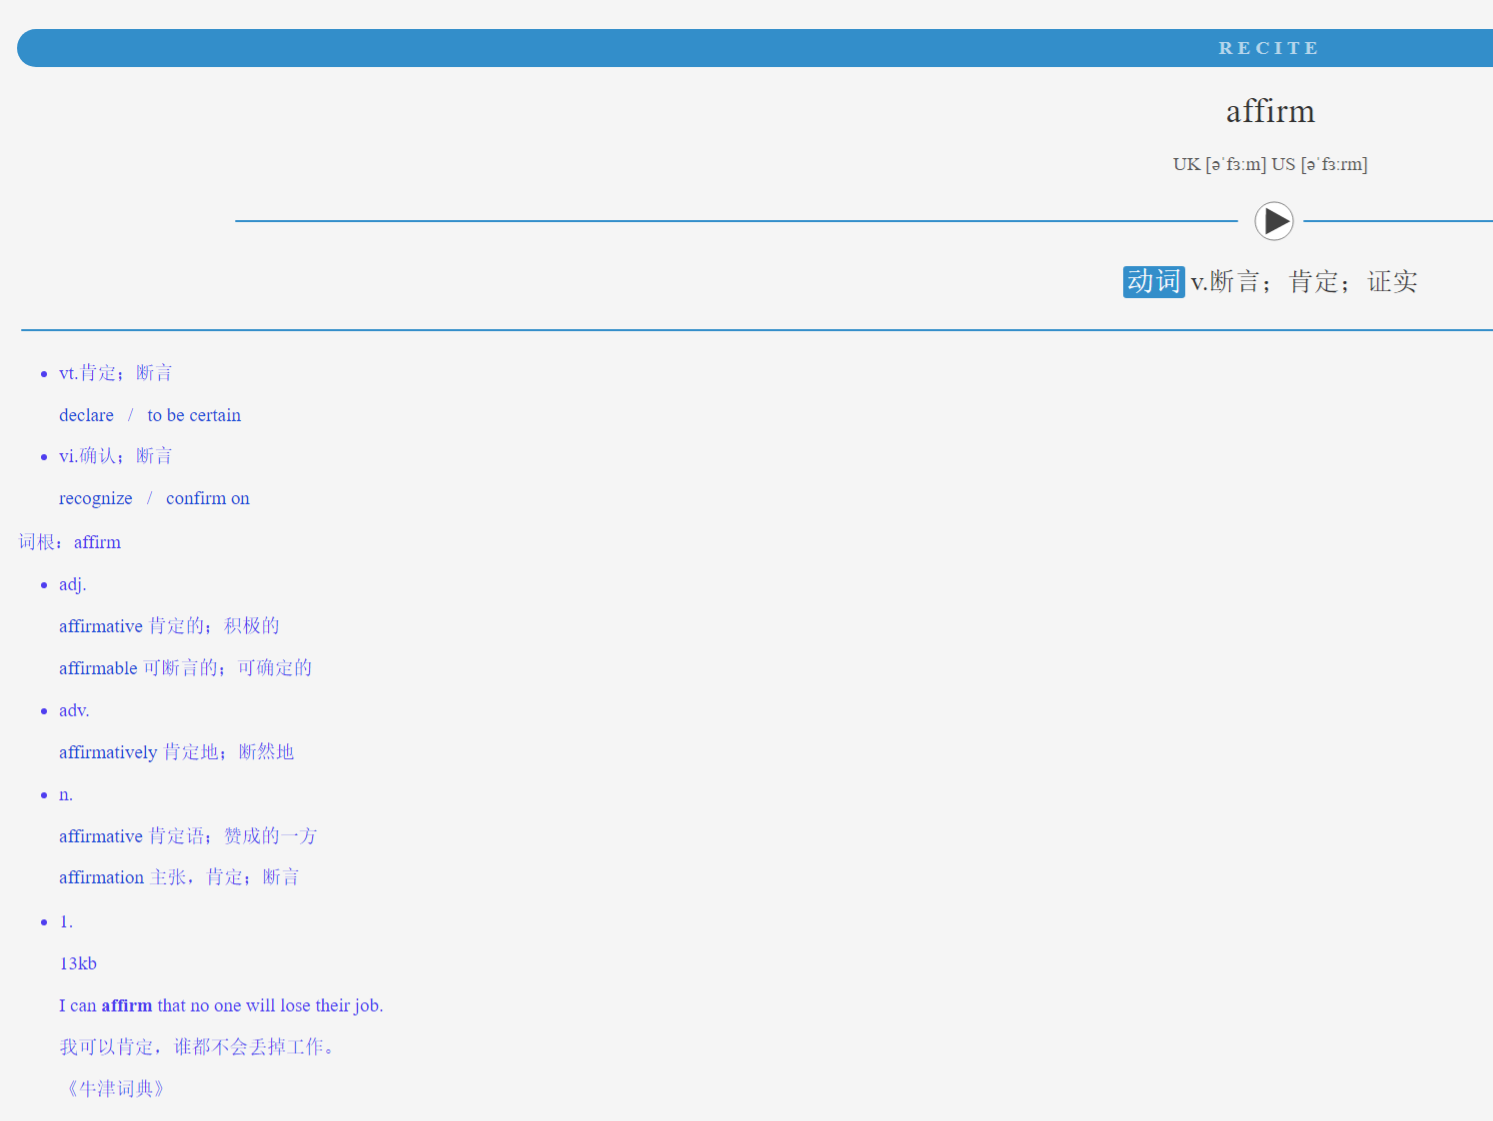 RECITE
affirm
UK [əˈfɜːm] US [əˈfɜːrm]
动词 v.断言；肯定；证实
vt.肯定；断言
declare / to be certain
vi.确认；断言
recognize / confirm on
词根：affirm
adj.
affirmative 肯定的；积极的
affirmable 可断言的；可确定的
adv.
affirmatively 肯定地；断然地
n.
affirmative 肯定语；赞成的一方
affirmation 主张，肯定；断言
1.
13kb
I can affirm that no one will lose their job.
我可以肯定，谁都不会丢掉工作。
《牛津词典》